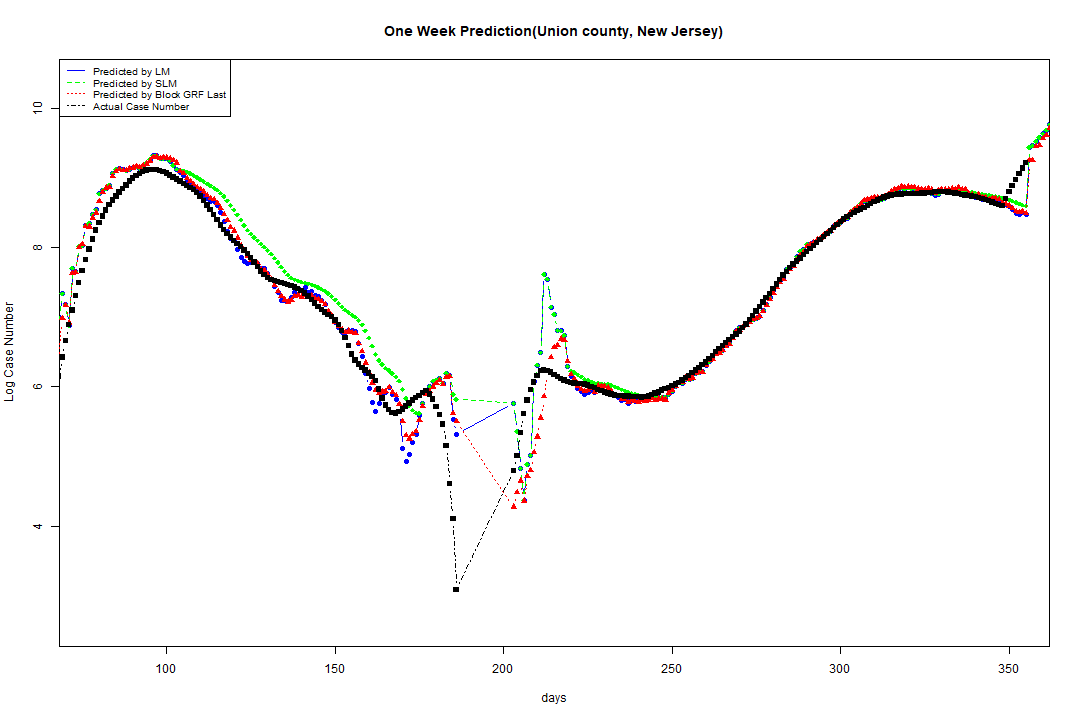 One Week Prediction(Union county, New Jersey)
Predicted by LM
Predicted by SLM
Predicted by Block GRF Last
Actual Case Number
10
8
6
4
Log Case Number
100 150 200 250 300 350
days